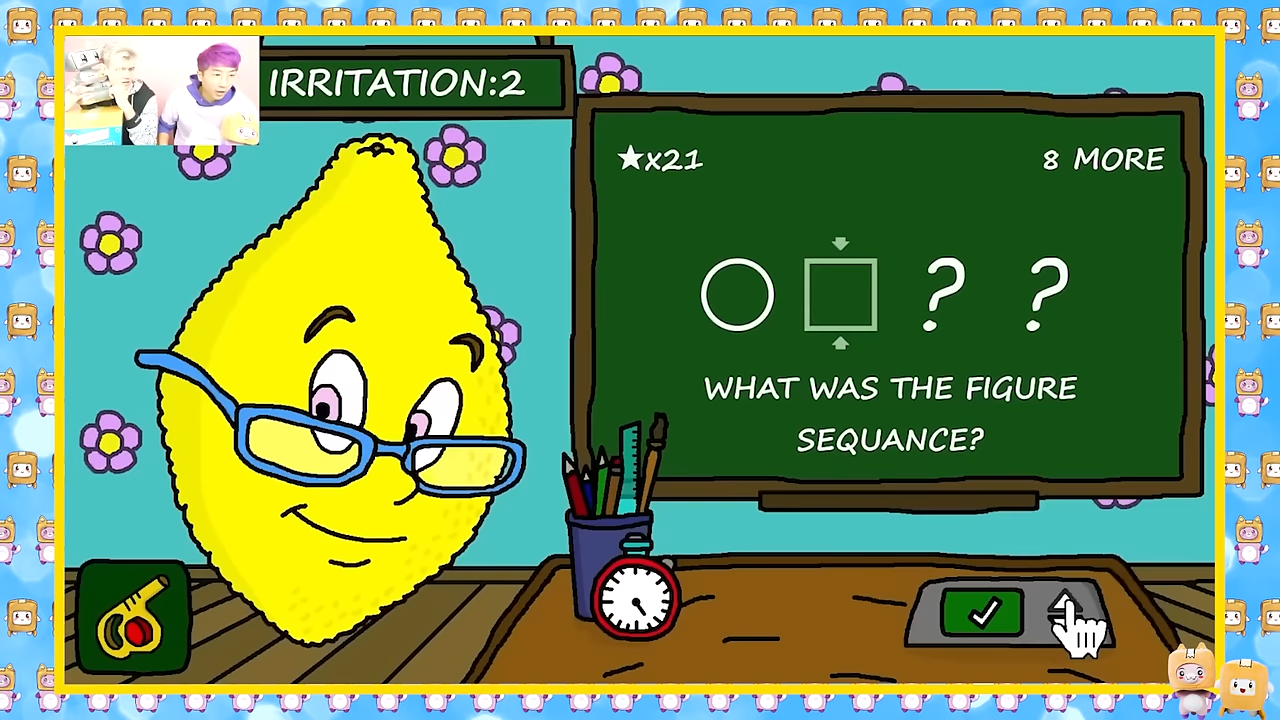 IRRITATION:2
★x21
8 MORE
? ?
WHAT WAS THE FIGURE
SEQUANCE?